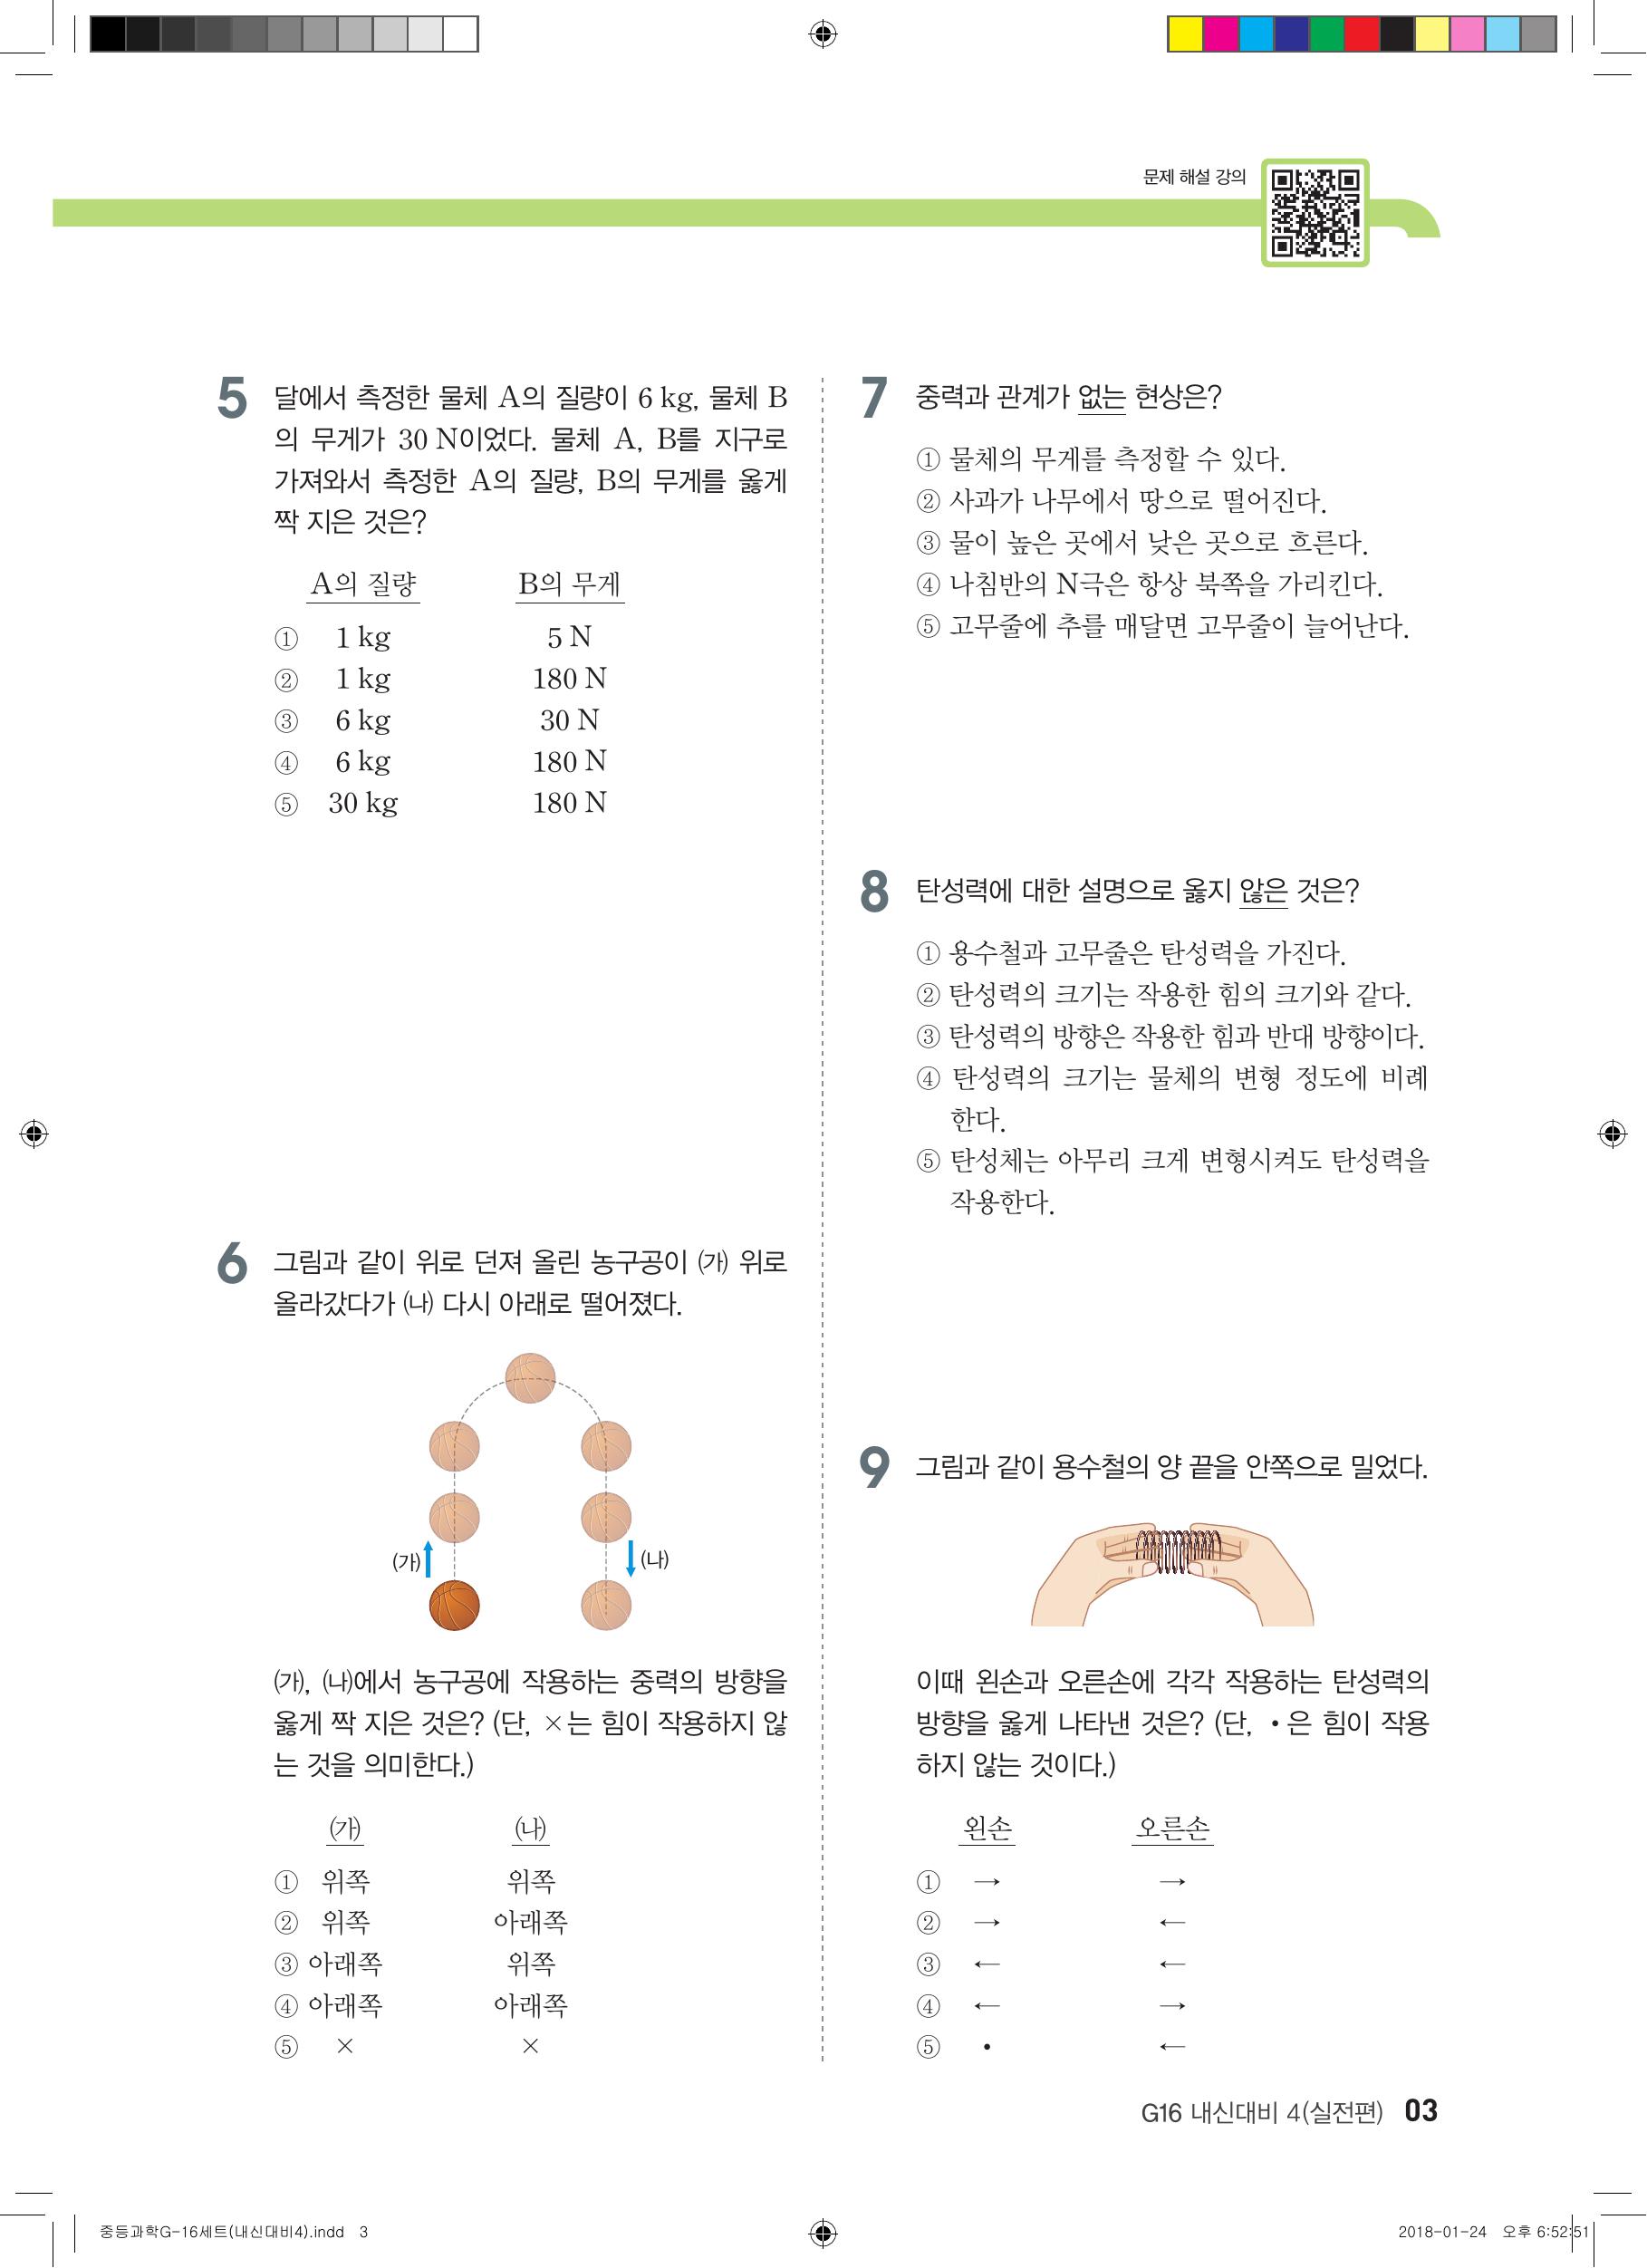 문제 해설 강의
5 달에서 측정한 물체 A의 질량이 6 kg, 물체 B
의 무게가 30 N이었다. 물체 A, B를 지구로
가져와서 측정한 A의 질량, B의 무게를 옳게
짝 지은 것은?
A의 질량 B의 무게
① 1 kg 5 N
② 1 kg 180 N
③ 6 kg 30 N
④ 6 kg 180 N
⑤ 30 kg 180 N
6 그림과 같이 위로 던져 올린 농구공이 ㈎ 위로
올라갔다가 ㈏ 다시 아래로 떨어졌다.
(가) (나)
㈎, ㈏에서 농구공에 작용하는 중력의 방향을
옳게 짝 지은 것은? (단, ×는 힘이 작용하지 않
는 것을 의미한다.)
㈎ ㈏
① 위쪽 위쪽
② 위쪽 아래쪽
③ 아래쪽 위쪽
④ 아래쪽 아래쪽
⑤ × ×
7 중력과 관계가 없는 현상은?
① 물체의 무게를 측정할 수 있다.
② 사과가 나무에서 땅으로 떨어진다.
③ 물이 높은 곳에서 낮은 곳으로 흐른다.
④ 나침반의 N극은 항상 북쪽을 가리킨다.
⑤ 고무줄에 추를 매달면 고무줄이 늘어난다.
8 탄성력에 대한 설명으로 옳지 않은 것은?
① 용수철과 고무줄은 탄성력을 가진다.
② 탄성력의 크기는 작용한 힘의 크기와 같다.
③ 탄성력의 방향은 작용한 힘과 반대 방향이다.
④ 탄성력의 크기는 물체의 변형 정도에 비례
한다.
⑤ 탄성체는 아무리 크게 변형시켜도 탄성력을
작용한다.
9 그림과 같이 용수철의 양 끝을 안쪽으로 밀었다.
이때 왼손과 오른손에 각각 작용하는 탄성력의
방향을 옳게 나타낸 것은? (단, •은 힘이 작용
하지 않는 것이다.)
왼손 오른손
① → →
② → ←
③ ← ←
④ ← →
⑤ • ←
G16 내신대비 4(실전편) 03
중등과학G-16세트(내신대비4).indd 3 2018-01-24 오후 6:52:51